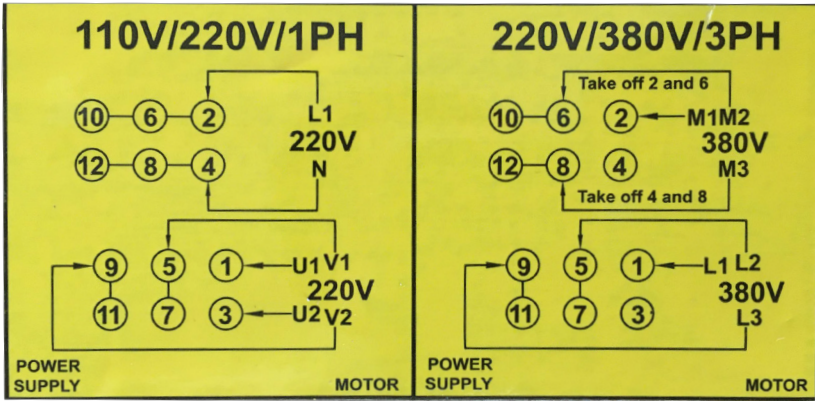 110V/220V/1PH
10 6 2 L1
220V
12 8 4 N
9 5 1 U1 V1
220V
11 7 3 U2 V2
POWER
SUPPLY MOTOR
220V/380V/3PH
Take off 2 and 6
10 6 2 M1M2
380V
12 8 4 M3
Take off 4 and 8
9 5 1 L1 L2
380V
11 7 3 L3
POWER
SUPPLY MOTOR